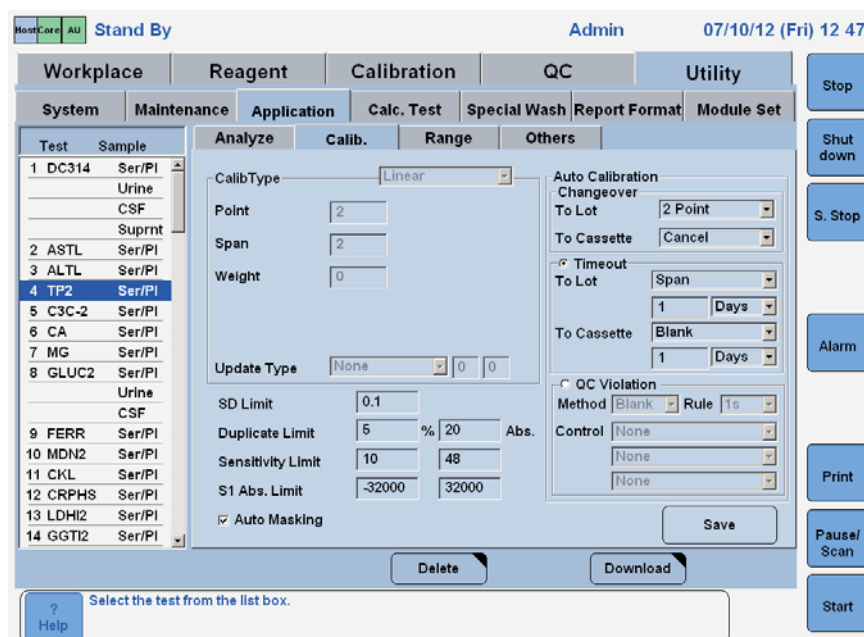 Host Core AU Stand By Admin 07/10/12 (Fri) 12 47
Workplace Reagent Calibration QC Utility
System Maintenance Application Calc. Test Special Wash Report Format Module Set
Test Sample
1 DC314 Ser/Pl
Urine
CSF
Suprnt
2 ASTL Ser/Pl
3 ALTL Ser/Pl
4 TP2 Ser/Pl
5 C3C-2 Ser/Pl
6 CA Ser/Pl
7 MG Ser/Pl
8 GLUC2 Ser/Pl
Urine
CSF
9 FERR Ser/Pl
10 MDN2 Ser/Pl
11 CKL Ser/Pl
12 CRPHS Ser/Pl
13 LDHI2 Ser/Pl
14 GGTI2 Ser/Pl
Analyze Calib. Range Others
CalibType Linear
Point 2
Span 2
Weight 0
Update Type None 0 0
SD Limit 0.1
Duplicate Limit 5 % 20 Abs.
Sensitivity Limit 10 48
S1 Abs. Limit -32000 32000
Auto Masking
Auto Calibration
Changeover
To Lot 2 Point
To Cassette Cancel
Timeout
To Lot Span
1 Days
To Cassette Blank
1 Days
QC Violation
Method Blank Rule 1s
Control None
None
None
Save
Delete Download
Stop
Shut
down
S. Stop
Alarm
Print
Pause/
Scan
Start
?
Help
Select the test from the list box.